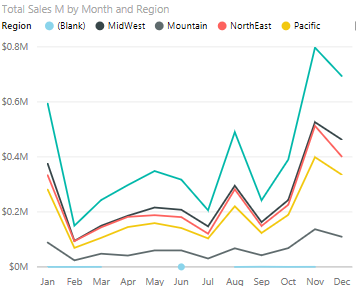 Total Sales M by Month and Region
Region (Blank) MidWest Mountain NorthEast Pacific
$0.8M
$0.6M
$0.4M
$0.2M
$0M
Jan Feb Mar Apr May Jun Jul Aug Sep Oct Nov Dec